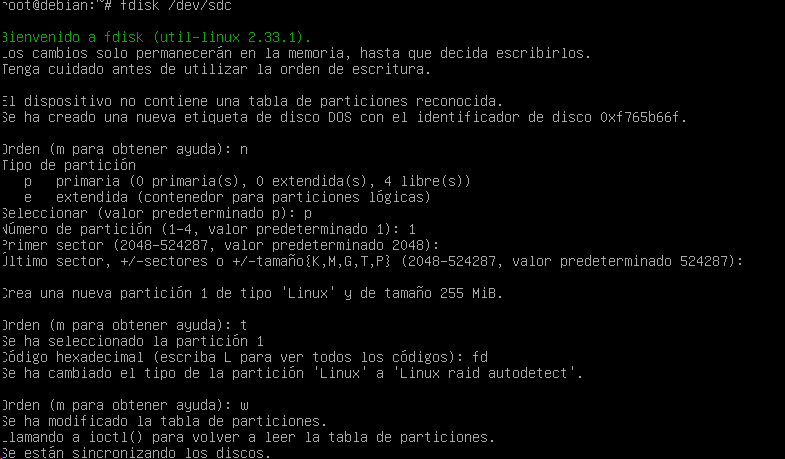 root@debian:~# fdisk /dev/sdc
Bienvenido a fdisk (util-linux 2.33.1).
Los cambios solo permanecerán en la memoria, hasta que decida escribirlos.
Tenga cuidado antes de utilizar la orden de escritura.
El dispositivo no contiene una tabla de particiones reconocida.
Se ha creado una nueva etiqueta de disco DOS con el identificador de disco 0xf765b66f.
Orden (m para obtener ayuda): n
Tipo de partición
p primaria (0 primaria(s), 0 extendida(s), 4 libre(s))
e extendida (contenedor para particiones lógicas)
Seleccionar (valor predeterminado p): p
Número de partición (1-4, valor predeterminado 1): 1
Primer sector (2048-524287, valor predeterminado 2048):
Último sector, +/-sectores o +/-tamaño{K,M,G,T,P} (2048-524287, valor predeterminado 524287):
Crea una nueva partición 1 de tipo 'Linux' y de tamaño 255 MiB.
Orden (m para obtener ayuda): t
Se ha seleccionado la partición 1
Código hexadecimal (escriba L para ver todos los códigos): fd
Se ha cambiado el tipo de la partición 'Linux' a 'Linux raid autodetect'.
Orden (m para obtener ayuda): w
Se ha modificado la tabla de particiones.
Llamando a ioctl() para volver a leer la tabla de particiones.
Se están sincronizando los discos.